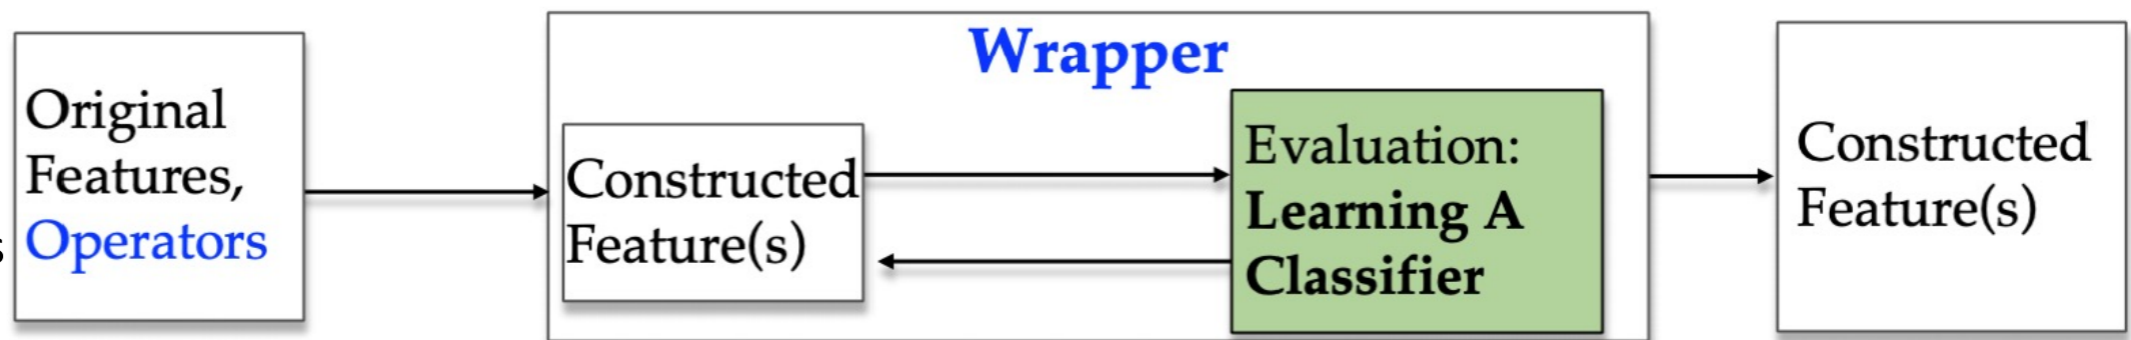 Original
Features,
Operators
Wrapper
Constructed
Feature(s)
Evaluation:
Learning A
Classifier
Constructed
Feature(s)